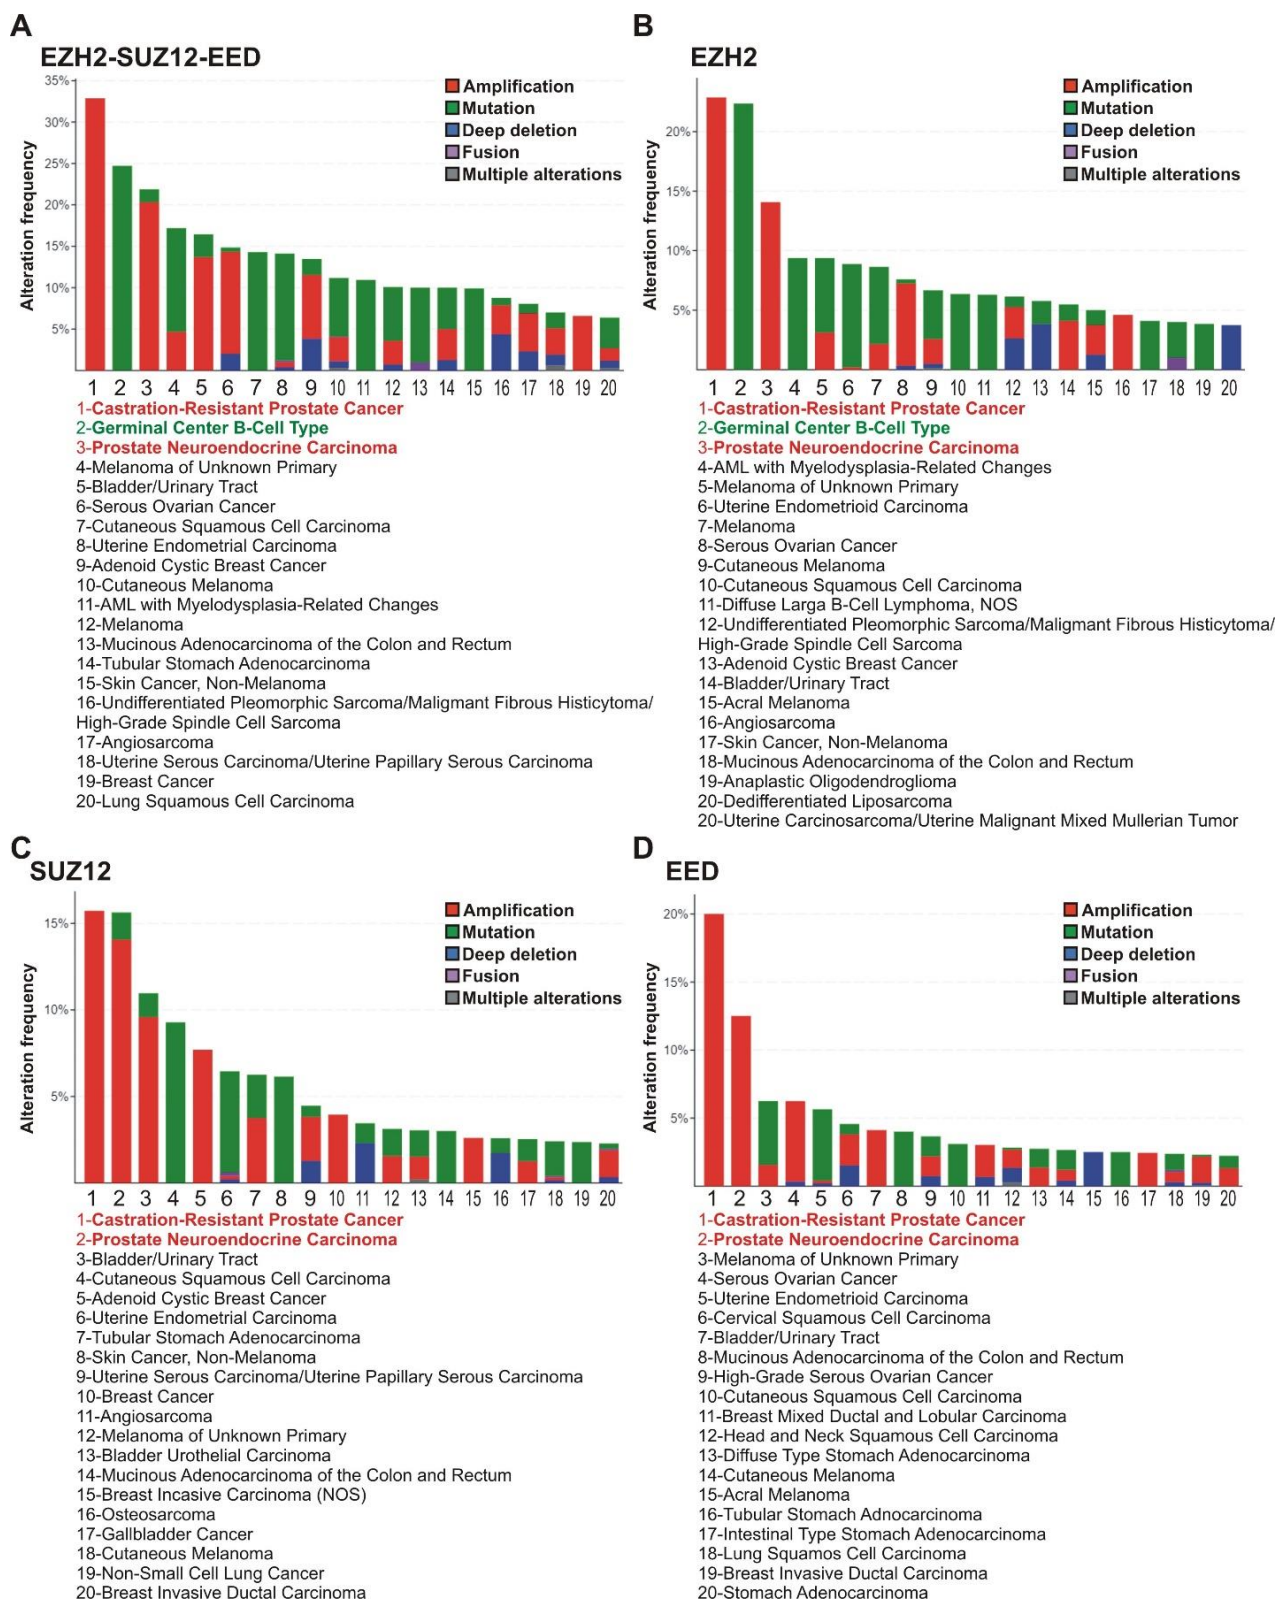 A
EZH2-SUZ12-EED
Alteration frequency
35%
30%
25%
20%
15%
10%
5%
Amplification
Mutation
Deep deletion
Fusion
Multiple alterations
1 2 3 4 5 6 7 8 9 10 11 12 13 14 15 16 17 18 19 20
1-Castration-Resistant Prostate Cancer
2-Germinal Center B-Cell Type
3-Prostate Neuroendocrine Carcinoma
4-Melanoma of Unknown Primary
5-Bladder/Urinary Tract
6-Serous Ovarian Cancer
7-Cutaneous Squamous Cell Carcinoma
8-Uterine Endometrial Carcinoma
9-Adenoid Cystic Breast Cancer
10-Cutaneous Melanoma
11-AML with Myelodysplasia-Related Changes
12-Melanoma
13-Mucinous Adenocarcinoma of the Colon and Rectum
14-Tubular Stomach Adenocarcinoma
15-Skin Cancer, Non-Melanoma
16-Undifferentiated Pleomorphic Sarcoma/Maligmant Fibrous Histicytoma/
High-Grade Spindle Cell Sarcoma
17-Angiosarcoma
18-Uterine Serous Carcinoma/Uterine Papillary Serous Carcinoma
19-Breast Cancer
20-Lung Squamous Cell Carcinoma
B
EZH2
Alteration frequency
20%
15%
10%
5%
Amplification
Mutation
Deep deletion
Fusion
Multiple alterations
1 2 3 4 5 6 7 8 9 10 11 12 13 14 15 16 17 18 19 20
1-Castration-Resistant Prostate Cancer
2-Germinal Center B-Cell Type
3-Prostate Neuroendocrine Carcinoma
4-AML with Myelodysplasia-Related Changes
5-Melanoma of Unknown Primary
6-Uterine Endometrioid Carcinoma
7-Melanoma
8-Serous Ovarian Cancer
9-Cutaneous Melanoma
10-Cutaneous Squamous Cell Carcinoma
11-Diffuse Larga B-Cell Lymphoma, NOS
12-Undifferentiated Pleomorphic Sarcoma/Maligmant Fibrous Histicytoma/
High-Grade Spindle Cell Sarcoma
13-Adenoid Cystic Breast Cancer
14-Bladder/Urinary Tract
15-Acral Melanoma
16-Angiosarcoma
17-Skin Cancer, Non-Melanoma
18-Mucinous Adenocarcinoma of the Colon and Rectum
19-Anaplastic Oligodendroglioma
20-Dedifferentiated Liposarcoma
20-Uterine Carcinosarcoma/Uterine Malignant Mixed Mullerian Tumor
C
SUZ12
Alteration frequency
15%
10%
5%
Amplification
Mutation
Deep deletion
Fusion
Multiple alterations
1 2 3 4 5 6 7 8 9 10 11 12 13 14 15 16 17 18 19 20
1-Castration-Resistant Prostate Cancer
2-Prostate Neuroendocrine Carcinoma
3-Bladder/Urinary Tract
4-Cutaneous Squamous Cell Carcinoma
5-Adenoid Cystic Breast Cancer
6-Uterine Endometrial Carcinoma
7-Tubular Stomach Adenocarcinoma
8-Skin Cancer, Non-Melanoma
9-Uterine Serous Carcinoma/Uterine Papillary Serous Carcinoma
10-Breast Cancer
11-Angiosarcoma
12-Melanoma of Unknown Primary
13-Bladder Urothelial Carcinoma
14-Mucinous Adenocarcinoma of the Colon and Rectum
15-Breast Incasive Carcinoma (NOS)
16-Osteosarcoma
17-Gallbladder Cancer
18-Cutaneous Melanoma
19-Non-Small Cell Lung Cancer
20-Breast Invasive Ductal Carcinoma
D
EED
Alteration frequency
20%
15%
10%
5%
Amplification
Mutation
Deep deletion
Fusion
Multiple alterations
1 2 3 4 5 6 7 8 9 10 11 12 13 14 15 16 17 18 19 20
1-Castration-Resistant Prostate Cancer
2-Prostate Neuroendocrine Carcinoma
3-Melanoma of Unknown Primary
4-Serous Ovarian Cancer
5-Uterine Endometrioid Carcinoma
6-Cervical Squamous Cell Carcinoma
7-Bladder/Urinary Tract
8-Mucinous Adenocarcinoma of the Colon and Rectum
9-High-Grade Serous Ovarian Cancer
10-Cutaneous Squamous Cell Carcinoma
11-Breast Mixed Ductal and Lobular Carcinoma
12-Head and Neck Squamous Cell Carcinoma
13-Diffuse Type Stomach Adenocarcinoma
14-Cutaneous Melanoma
15-Acral Melanoma
16-Tubular Stomach Adnocarcinoma
17-Intestinal Type Stomach Adenocarcinoma
18-Lung Squamos Cell Carcinoma
19-Breast Invasive Ductal Carcinoma
20-Stomach Adenocarcinoma